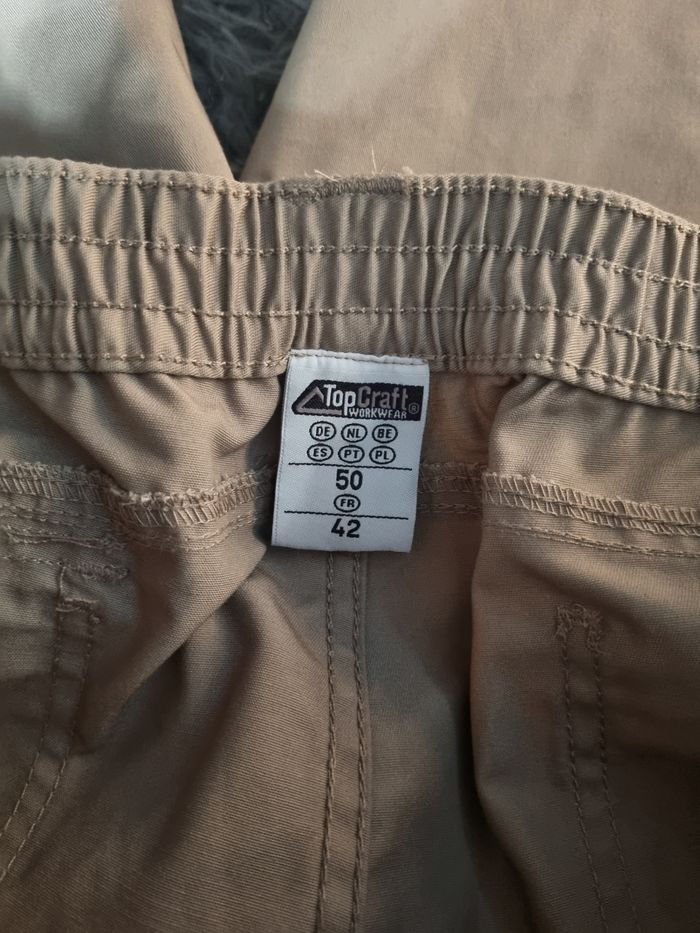 TopCraft®
WORKWEAR
DE NL BE
ES PT PL
50
FR
42